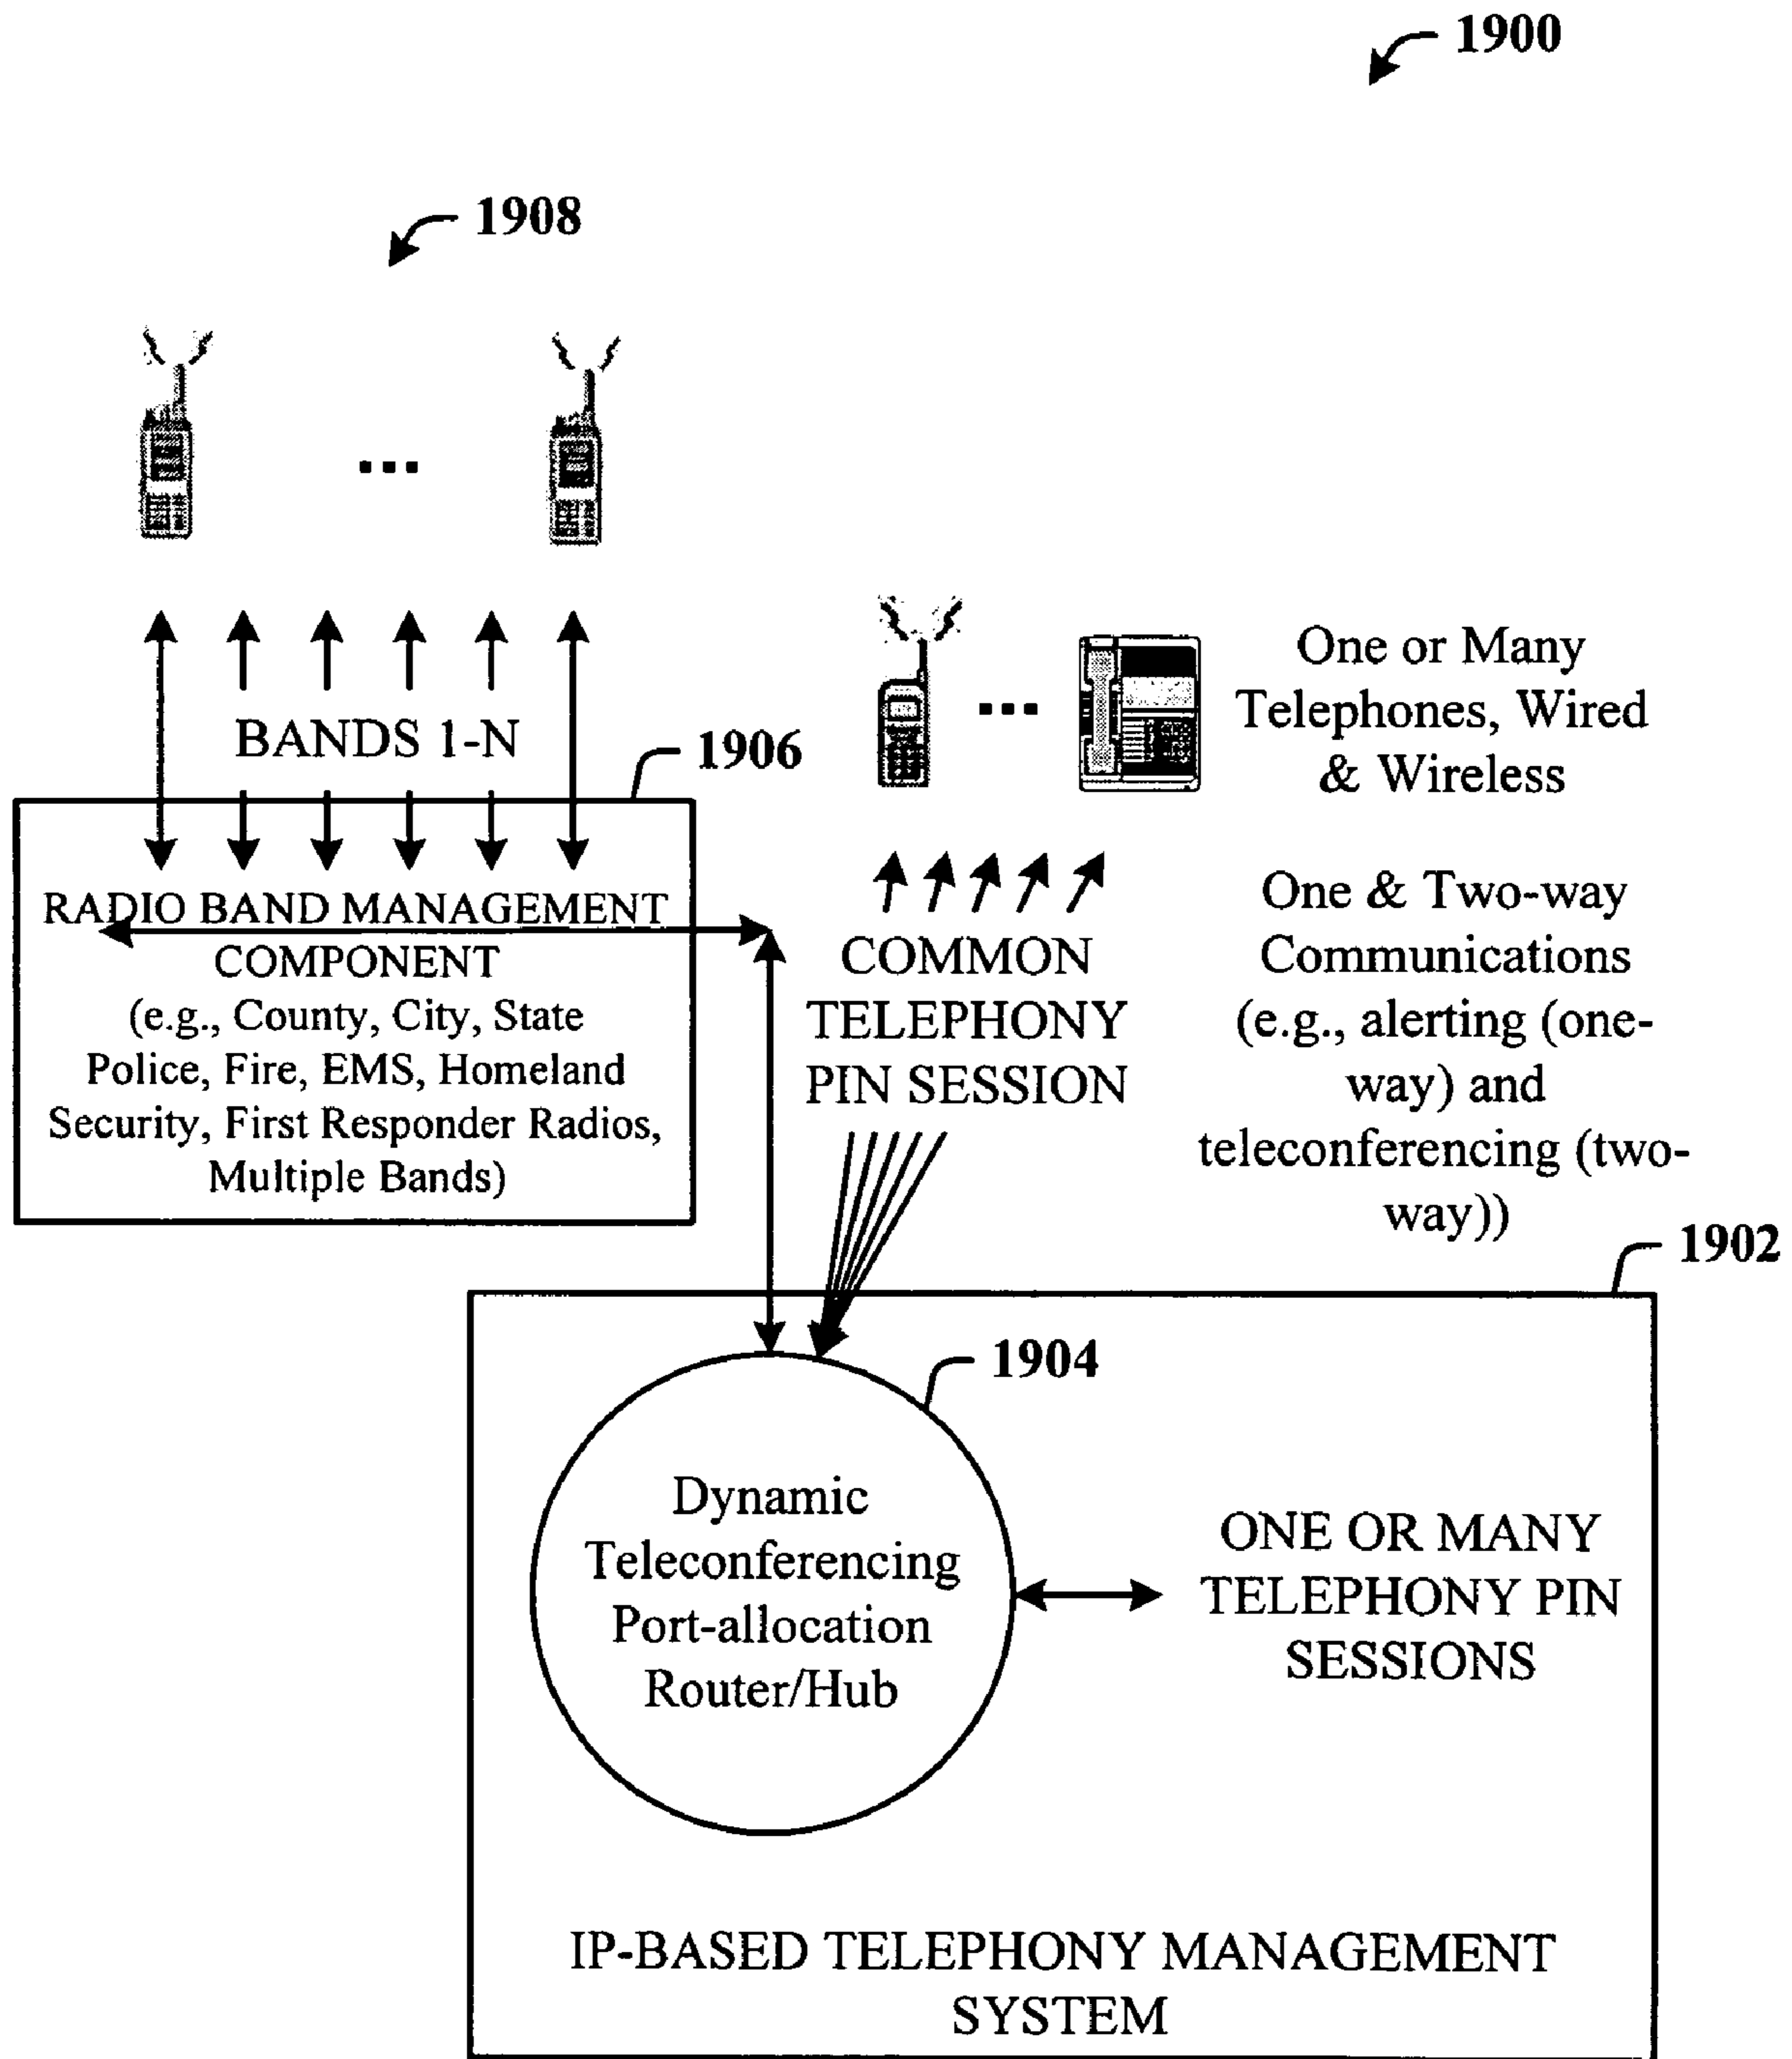 1900
1908
BANDS 1-N
1906
RADIO BAND MANAGEMENT
COMPONENT
(e.g., County, City, State
Police, Fire, EMS, Homeland
Security, First Responder Radios,
Multiple Bands)
One or Many
Telephones, Wired
& Wireless
COMMON
TELEPHONY
PIN SESSION
One & Two-way
Communications
(e.g., alerting (one-
way) and
teleconferencing (two-
way))
1902
1904
Dynamic
Teleconferencing
Port-allocation
Router/Hub
ONE OR MANY
TELEPHONY PIN
SESSIONS
IP-BASED TELEPHONY MANAGEMENT
SYSTEM